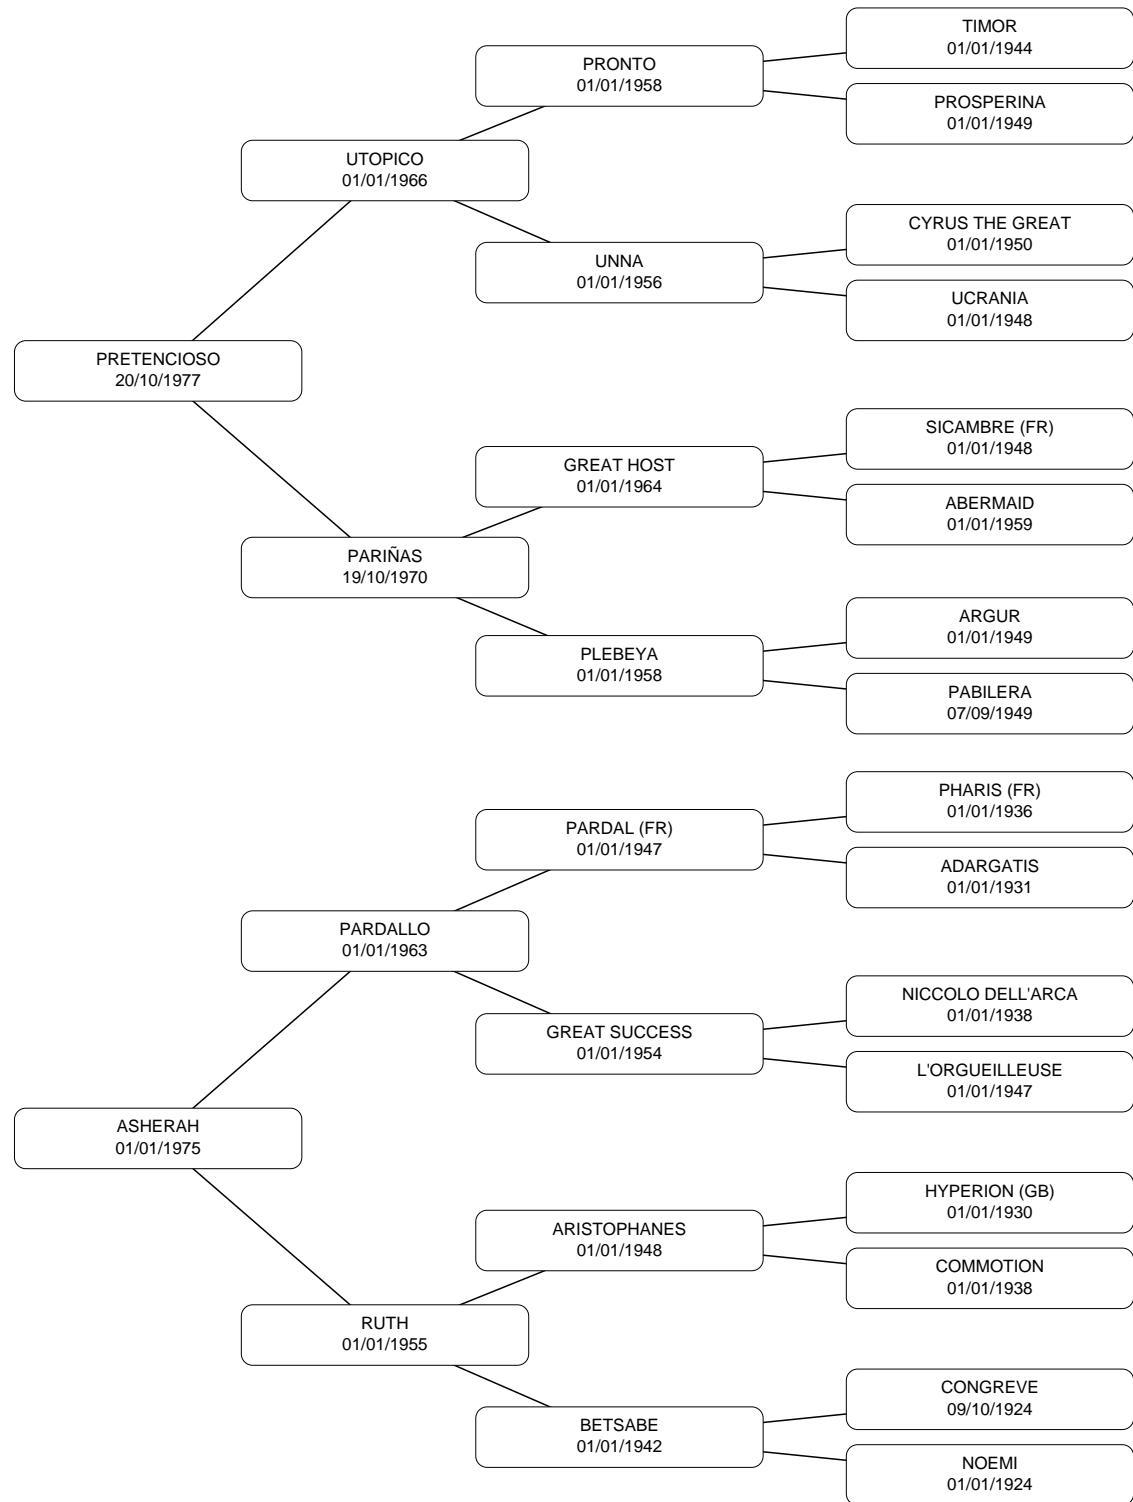 TIMOR
01/01/1944
PRONTO
01/01/1958
PROSPERINA
01/01/1949
UTOPICO
01/01/1966
CYRUS THE GREAT
01/01/1950
UNNA
01/01/1956
UCRANIA
01/01/1948
PRETENCIOSO
20/10/1977
SICAMBRE (FR)
01/01/1948
GREAT HOST
01/01/1964
ABERMAID
01/01/1959
PARIÑAS
19/10/1970
ARGUR
01/01/1949
PLEBEYA
01/01/1958
PABILERA
07/09/1949
PHARIS (FR)
01/01/1936
PARDAL (FR)
01/01/1947
ADARGATIS
01/01/1931
PARDALLO
01/01/1963
NICCOLO DELL'ARCA
01/01/1938
GREAT SUCCESS
01/01/1954
L'ORGUEILLEUSE
01/01/1947
ASHERAH
01/01/1975
HYPERION (GB)
01/01/1930
ARISTOPHANES
01/01/1948
COMMOTION
01/01/1938
RUTH
01/01/1955
CONGREVE
09/10/1924
BETSABE
01/01/1942
NOEMI
01/01/1924